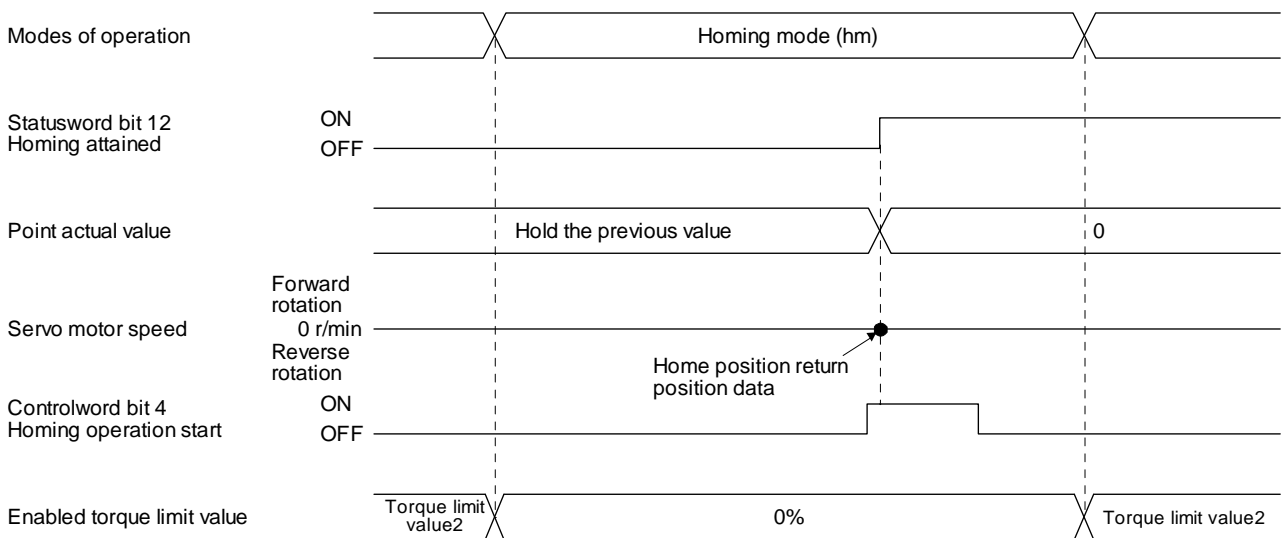 Modes of operation
Homing mode (hm)
Statusword bit 12
Homing attained
ON
OFF
Point actual value
Hold the previous value
0
Servo motor speed
Forward
rotation
0 r/min
Reverse
rotation
Home position return
position data
Controlword bit 4
Homing operation start
ON
OFF
Enabled torque limit value
Torque limit
value2
0%
Torque limit value2